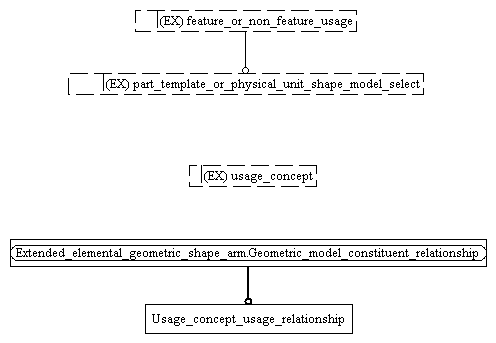 (EX) feature_or_non_feature_usage
(EX) part_template_or_physical_unit_shape_model_select
(EX) usage_concept
Extended_elemental_geometric_shape_arm.Geometric_model_constituent_relationship
Usage_concept_usage_relationship